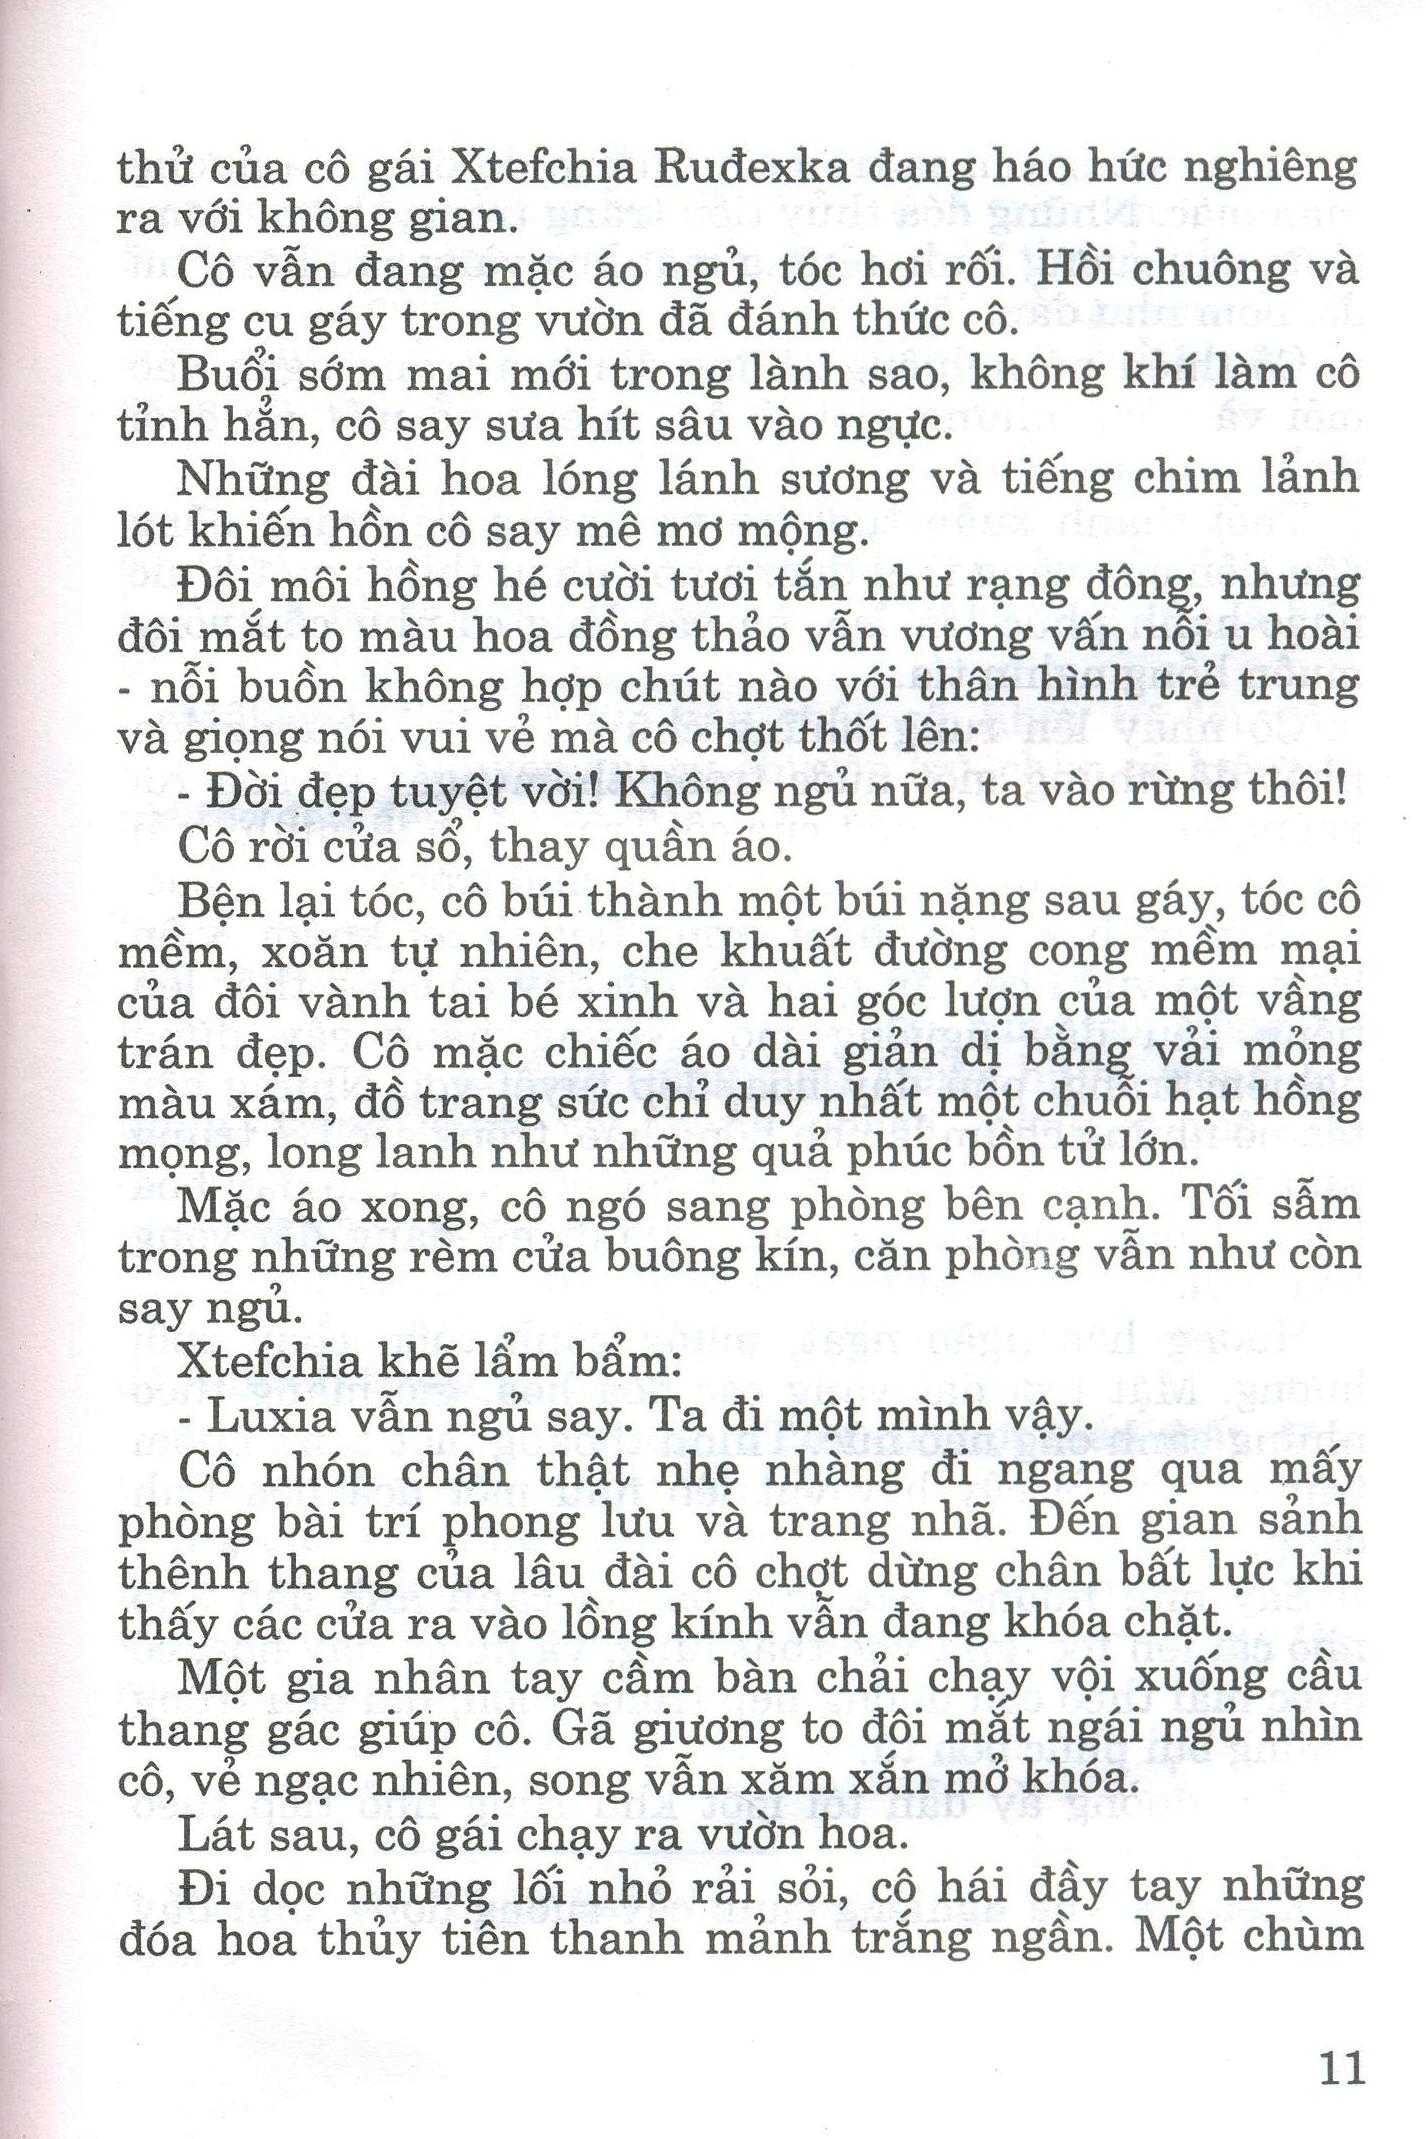 thử của cô gái Xtefchia Ruđexka đang háo hức nghiêng
ra với không gian.
Cô vẫn đang mặc áo ngủ, tóc hơi rối. Hồi chuông và
tiếng cu gáy trong vườn đã đánh thức cô.
Buổi sớm mai mới trong lành sao, không khí làm cô
tỉnh hẳn, cô say sưa hít sâu vào ngực.
Những đài hoa lóng lánh sương và tiếng chim lảnh
lót khiến hồn cô say mê mơ mộng.
Đôi môi hồng hé cười tươi tắn như rạng đông, nhưng
đôi mắt to màu hoa đồng thảo vẫn vương vấn nỗi u hoài
- nỗi buồn không hợp chút nào với thân hình trẻ trung
và giọng nói vui vẻ mà cô chợt thốt lên:
- Đời đẹp tuyệt vời! Không ngủ nữa, ta vào rừng thôi!
Cô rời cửa sổ, thay quần áo.
Bện lại tóc, cô búi thành một búi nặng sau gáy, tóc cô
mềm, xoăn tự nhiên, che khuất đường cong mềm mại
của đôi vành tai bé xinh và hai góc lượn của một vầng
trán đẹp. Cô mặc chiếc áo dài giản dị bằng vải mỏng
màu xám, đồ trang sức chỉ duy nhất một chuỗi hạt hồng
mọng, long lanh như những quả phúc bồn tử lớn.
Mặc áo xong, cô ngó sang phòng bên cạnh. Tối sẫm
trong những rèm cửa buông kín, căn phòng vẫn như còn
say ngủ.
Xtefchia khẽ lẩm bẩm:
- Luxia vẫn ngủ say. Ta đi một mình vậy.
Cô nhón chân thật nhẹ nhàng đi ngang qua mấy
phòng bài trí phong lưu và trang nhã. Đến gian sảnh
thênh thang của lâu đài cô chợt dừng chân bất lực khi
thấy các cửa ra vào lồng kính vẫn đang khóa chặt.
Một gia nhân tay cầm bàn chải chạy vội xuống cầu
thang gác giúp cô. Gã giương to đôi mắt ngái ngủ nhìn
cô, vẻ ngạc nhiên, song vẫn xăm xắn mở khóa.
Lát sau, cô gái chạy ra vườn hoa.
Đi dọc những lối nhỏ rải sỏi, cô hái đầy tay những
đóa hoa thủy tiên thanh mảnh trắng ngần. Một chùm
11